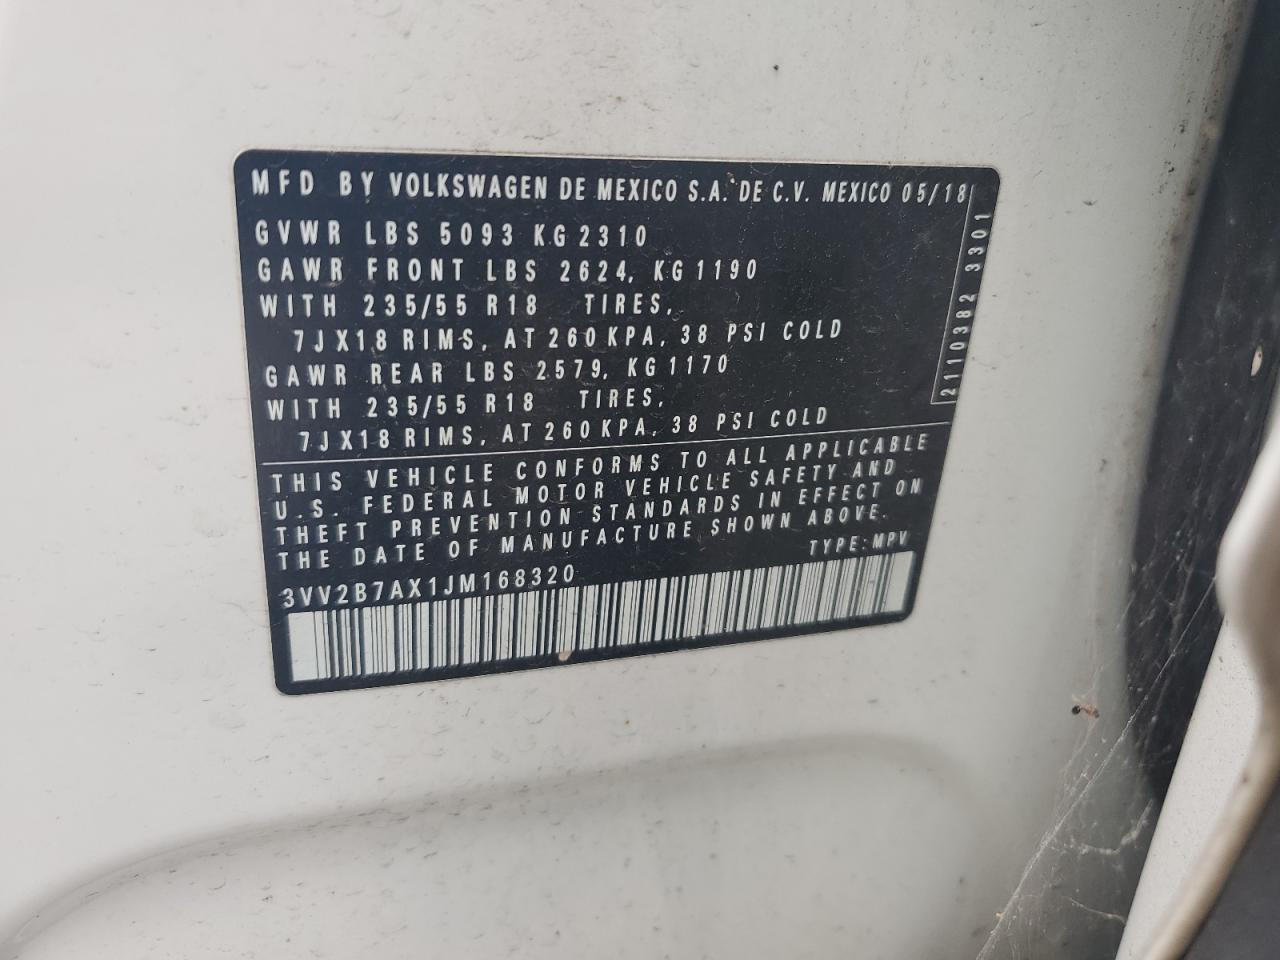 MFD BY VOLKSWAGEN DE MEXICO S.A. DE C.V. MEXICO 05/18
GVWR LBS 5093 KG 2310
GAWR FRONT LBS 2624, KG 1190
WITH 235/55 R18 TIRES,
7JX18 RIMS, AT 260 KPA, 38 PSI COLD
GAWR REAR LBS 2579, KG 1170
WITH 235/55 R18 TIRES,
7JX18 RIMS, AT 260 KPA, 38 PSI COLD
2110382 3301
THIS VEHICLE CONFORMS TO ALL APPLICABLE
U.S. FEDERAL MOTOR VEHICLE SAFETY AND
THEFT PREVENTION STANDARDS IN EFFECT ON
THE DATE OF MANUFACTURE SHOWN ABOVE.
TYPE: MPV
3VV2B7AX1JM168320